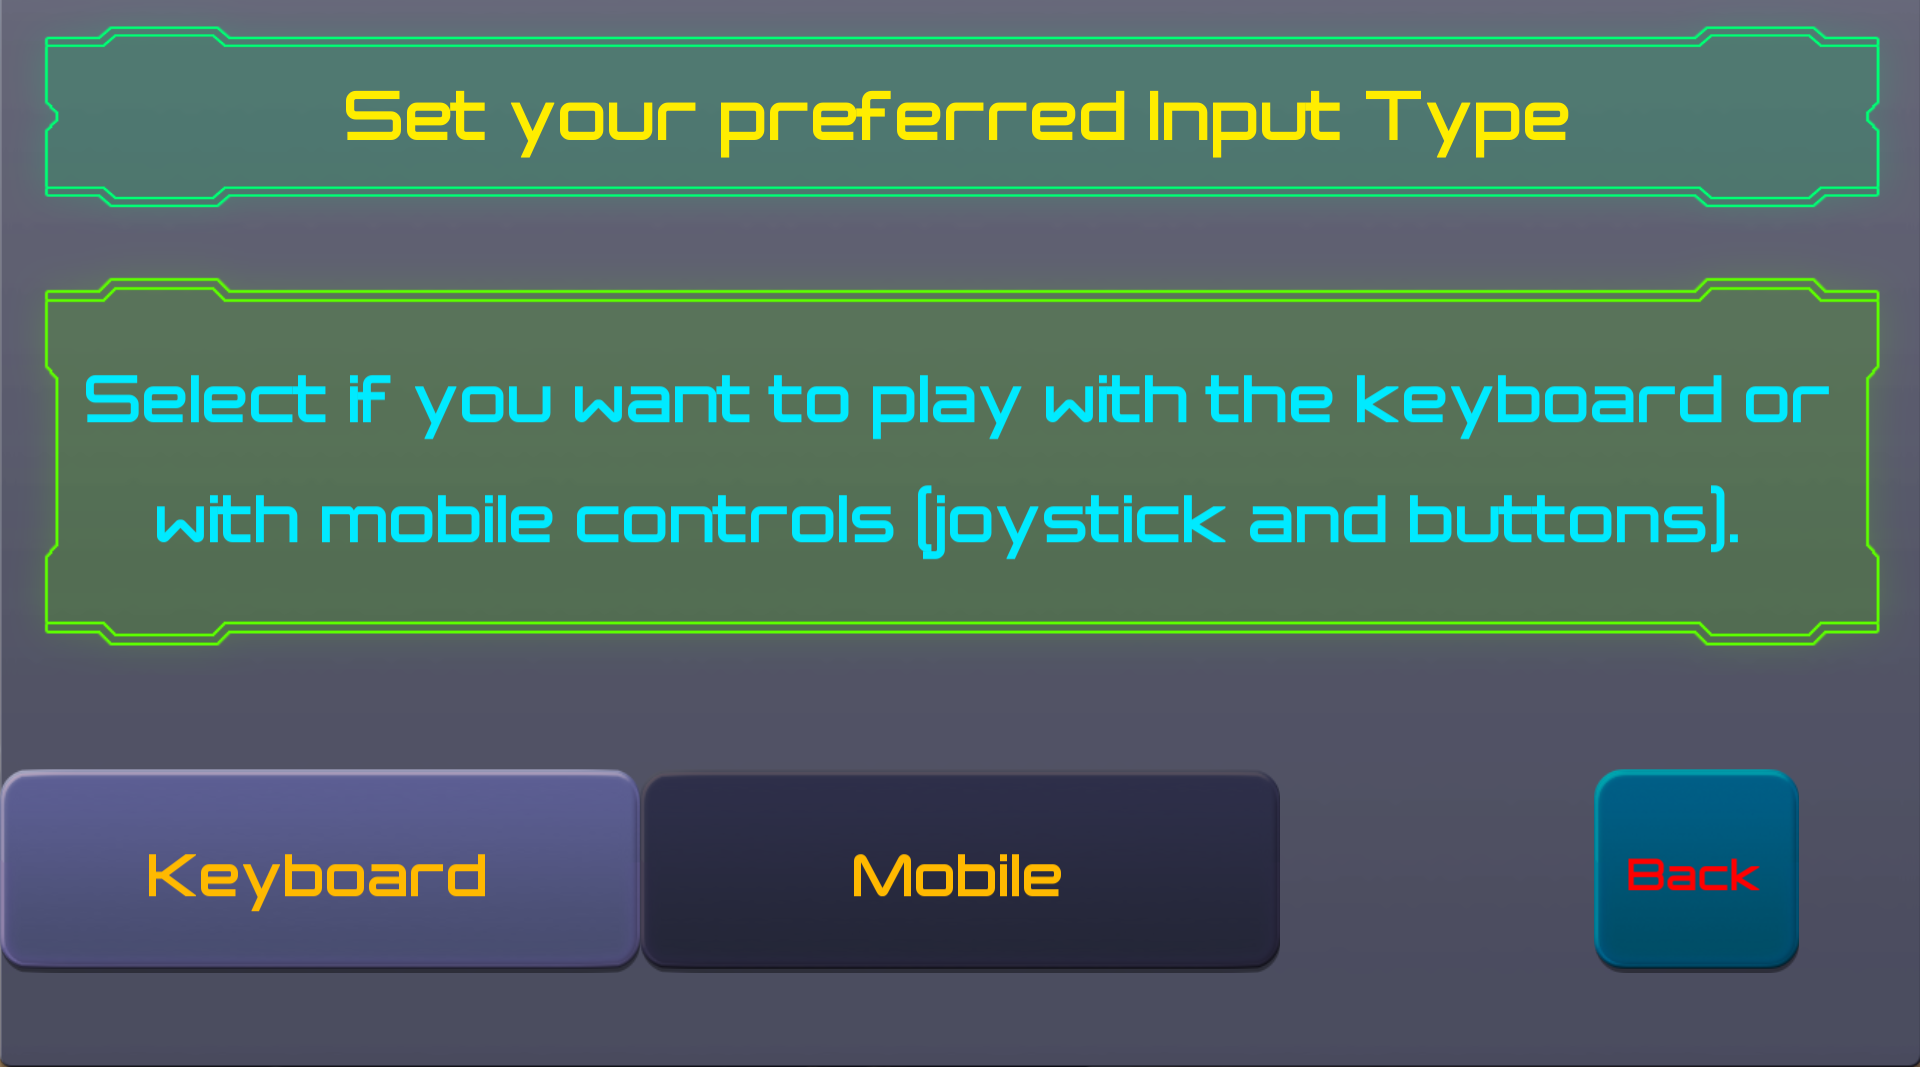 Set your preferred Input Type
Select if you want to play with the keyboard or
with mobile controls (joystick and buttons).
Keyboard
Mobile
Back